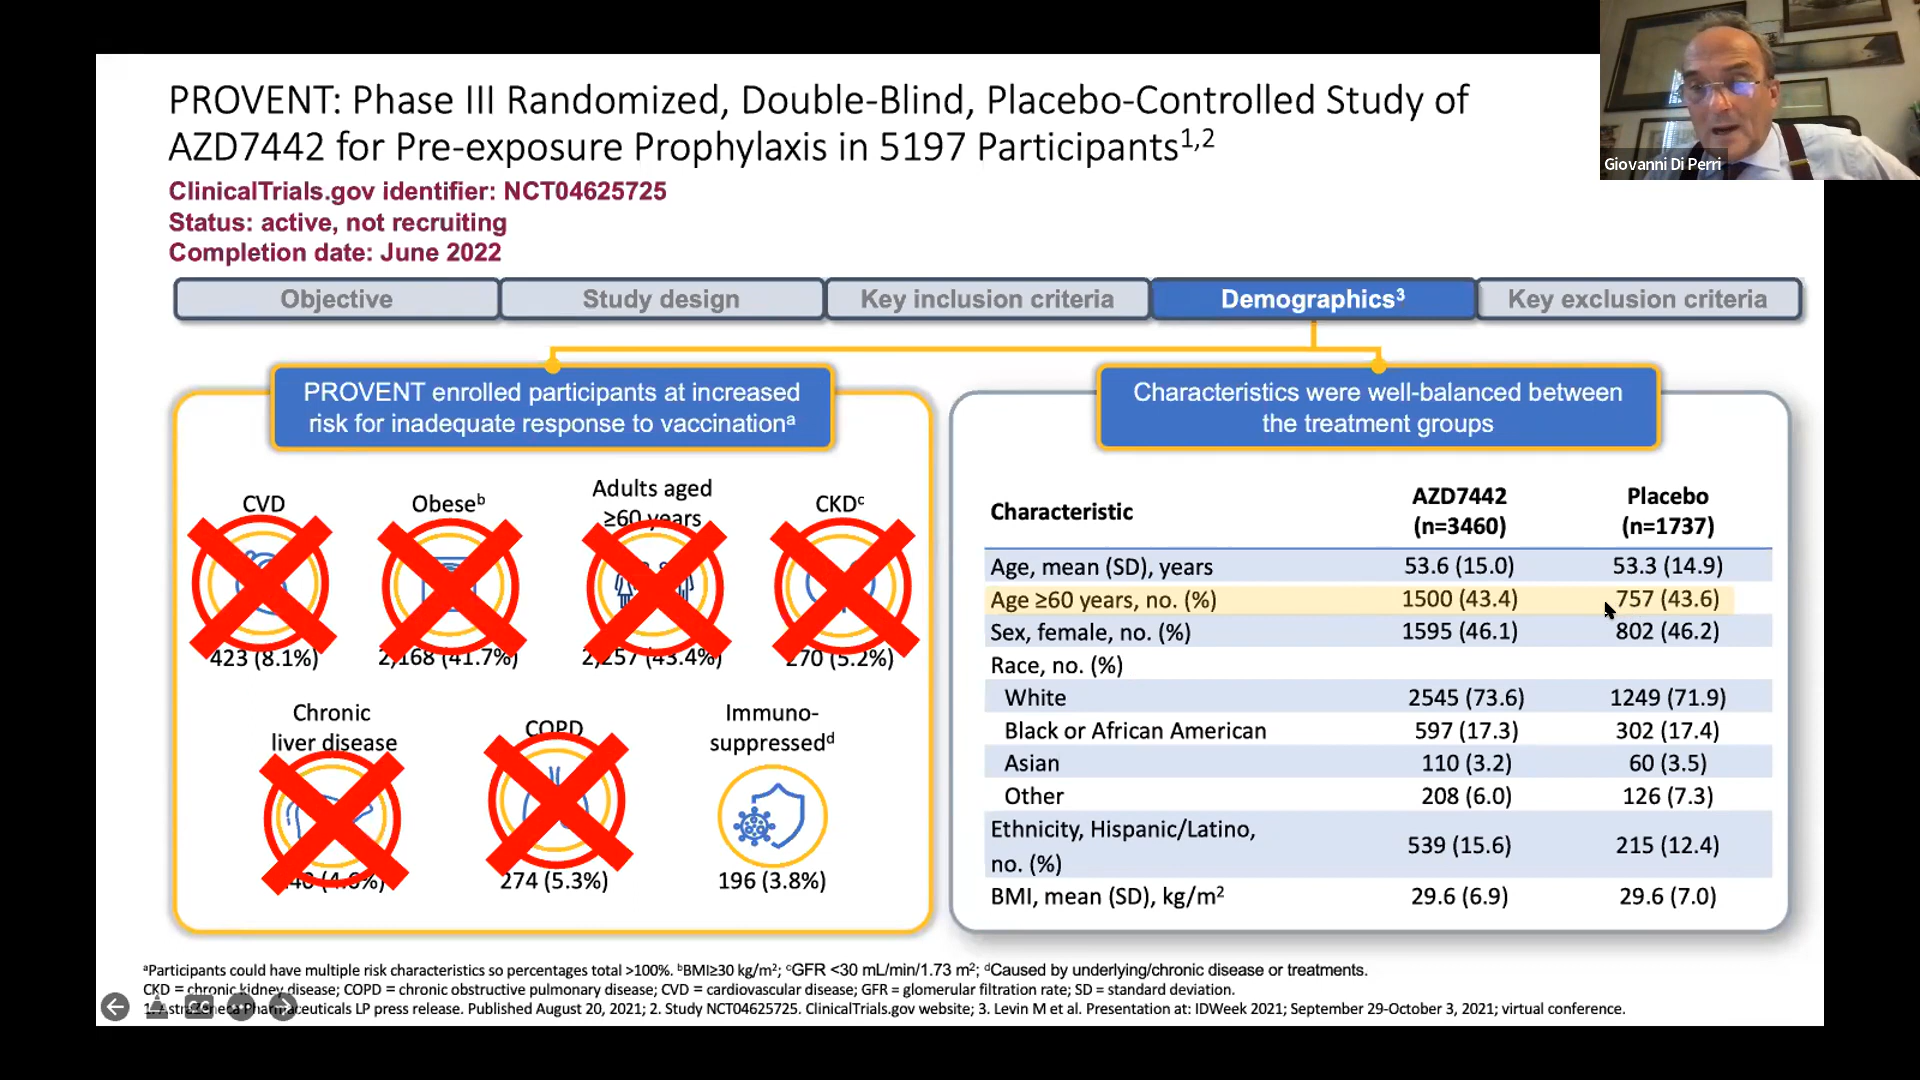 PROVENT: Phase III Randomized, Double-Blind, Placebo-Controlled Study of
AZD7442 for Pre-exposure Prophylaxis in 5197 Participants1,2
ClinicalTrials.gov identifier: NCT04625725
Status: active, not recruiting
Completion date: June 2022
Giovanni Di Perri
Objective
Study design
Key inclusion criteria
Demographics3
Key exclusion criteria
PROVENT enrolled participants at increased
risk for inadequate response to vaccinationa
CVD
423 (8.1%)
Obeseb
2,168 (41.7%)
Adults aged
≥60 years
2,257 (43.4%)
CKDc
270 (5.2%)
Chronic
liver disease
COPD
274 (5.3%)
Immuno-
suppressedd
196 (3.8%)
Characteristics were well-balanced between
the treatment groups
Characteristic AZD7442 (n=3460) Placebo (n=1737)
Age, mean (SD), years 53.6 (15.0) 53.3 (14.9)
Age ≥60 years, no. (%) 1500 (43.4) 757 (43.6)
Sex, female, no. (%) 1595 (46.1) 802 (46.2)
Race, no. (%)
White 2545 (73.6) 1249 (71.9)
Black or African American 597 (17.3) 302 (17.4)
Asian 110 (3.2) 60 (3.5)
Other 208 (6.0) 126 (7.3)
Ethnicity, Hispanic/Latino,
no. (%) 539 (15.6) 215 (12.4)
BMI, mean (SD), kg/m2 29.6 (6.9) 29.6 (7.0)
aParticipants could have multiple risk characteristics so percentages total >100%. bBMI≥30 kg/m2; cGFR <30 mL/min/1.73 m2; dCaused by underlying/chronic disease or treatments.
CKD = chronic kidney disease; COPD = chronic obstructive pulmonary disease; CVD = cardiovascular disease; GFR = glomerular filtration rate; SD = standard deviation.
1. AstraZeneca Pharmaceuticals LP press release. Published August 20, 2021; 2. Study NCT04625725. ClinicalTrials.gov website; 3. Levin M et al. Presentation at: IDWeek 2021; September 29-October 3, 2021; virtual conference.